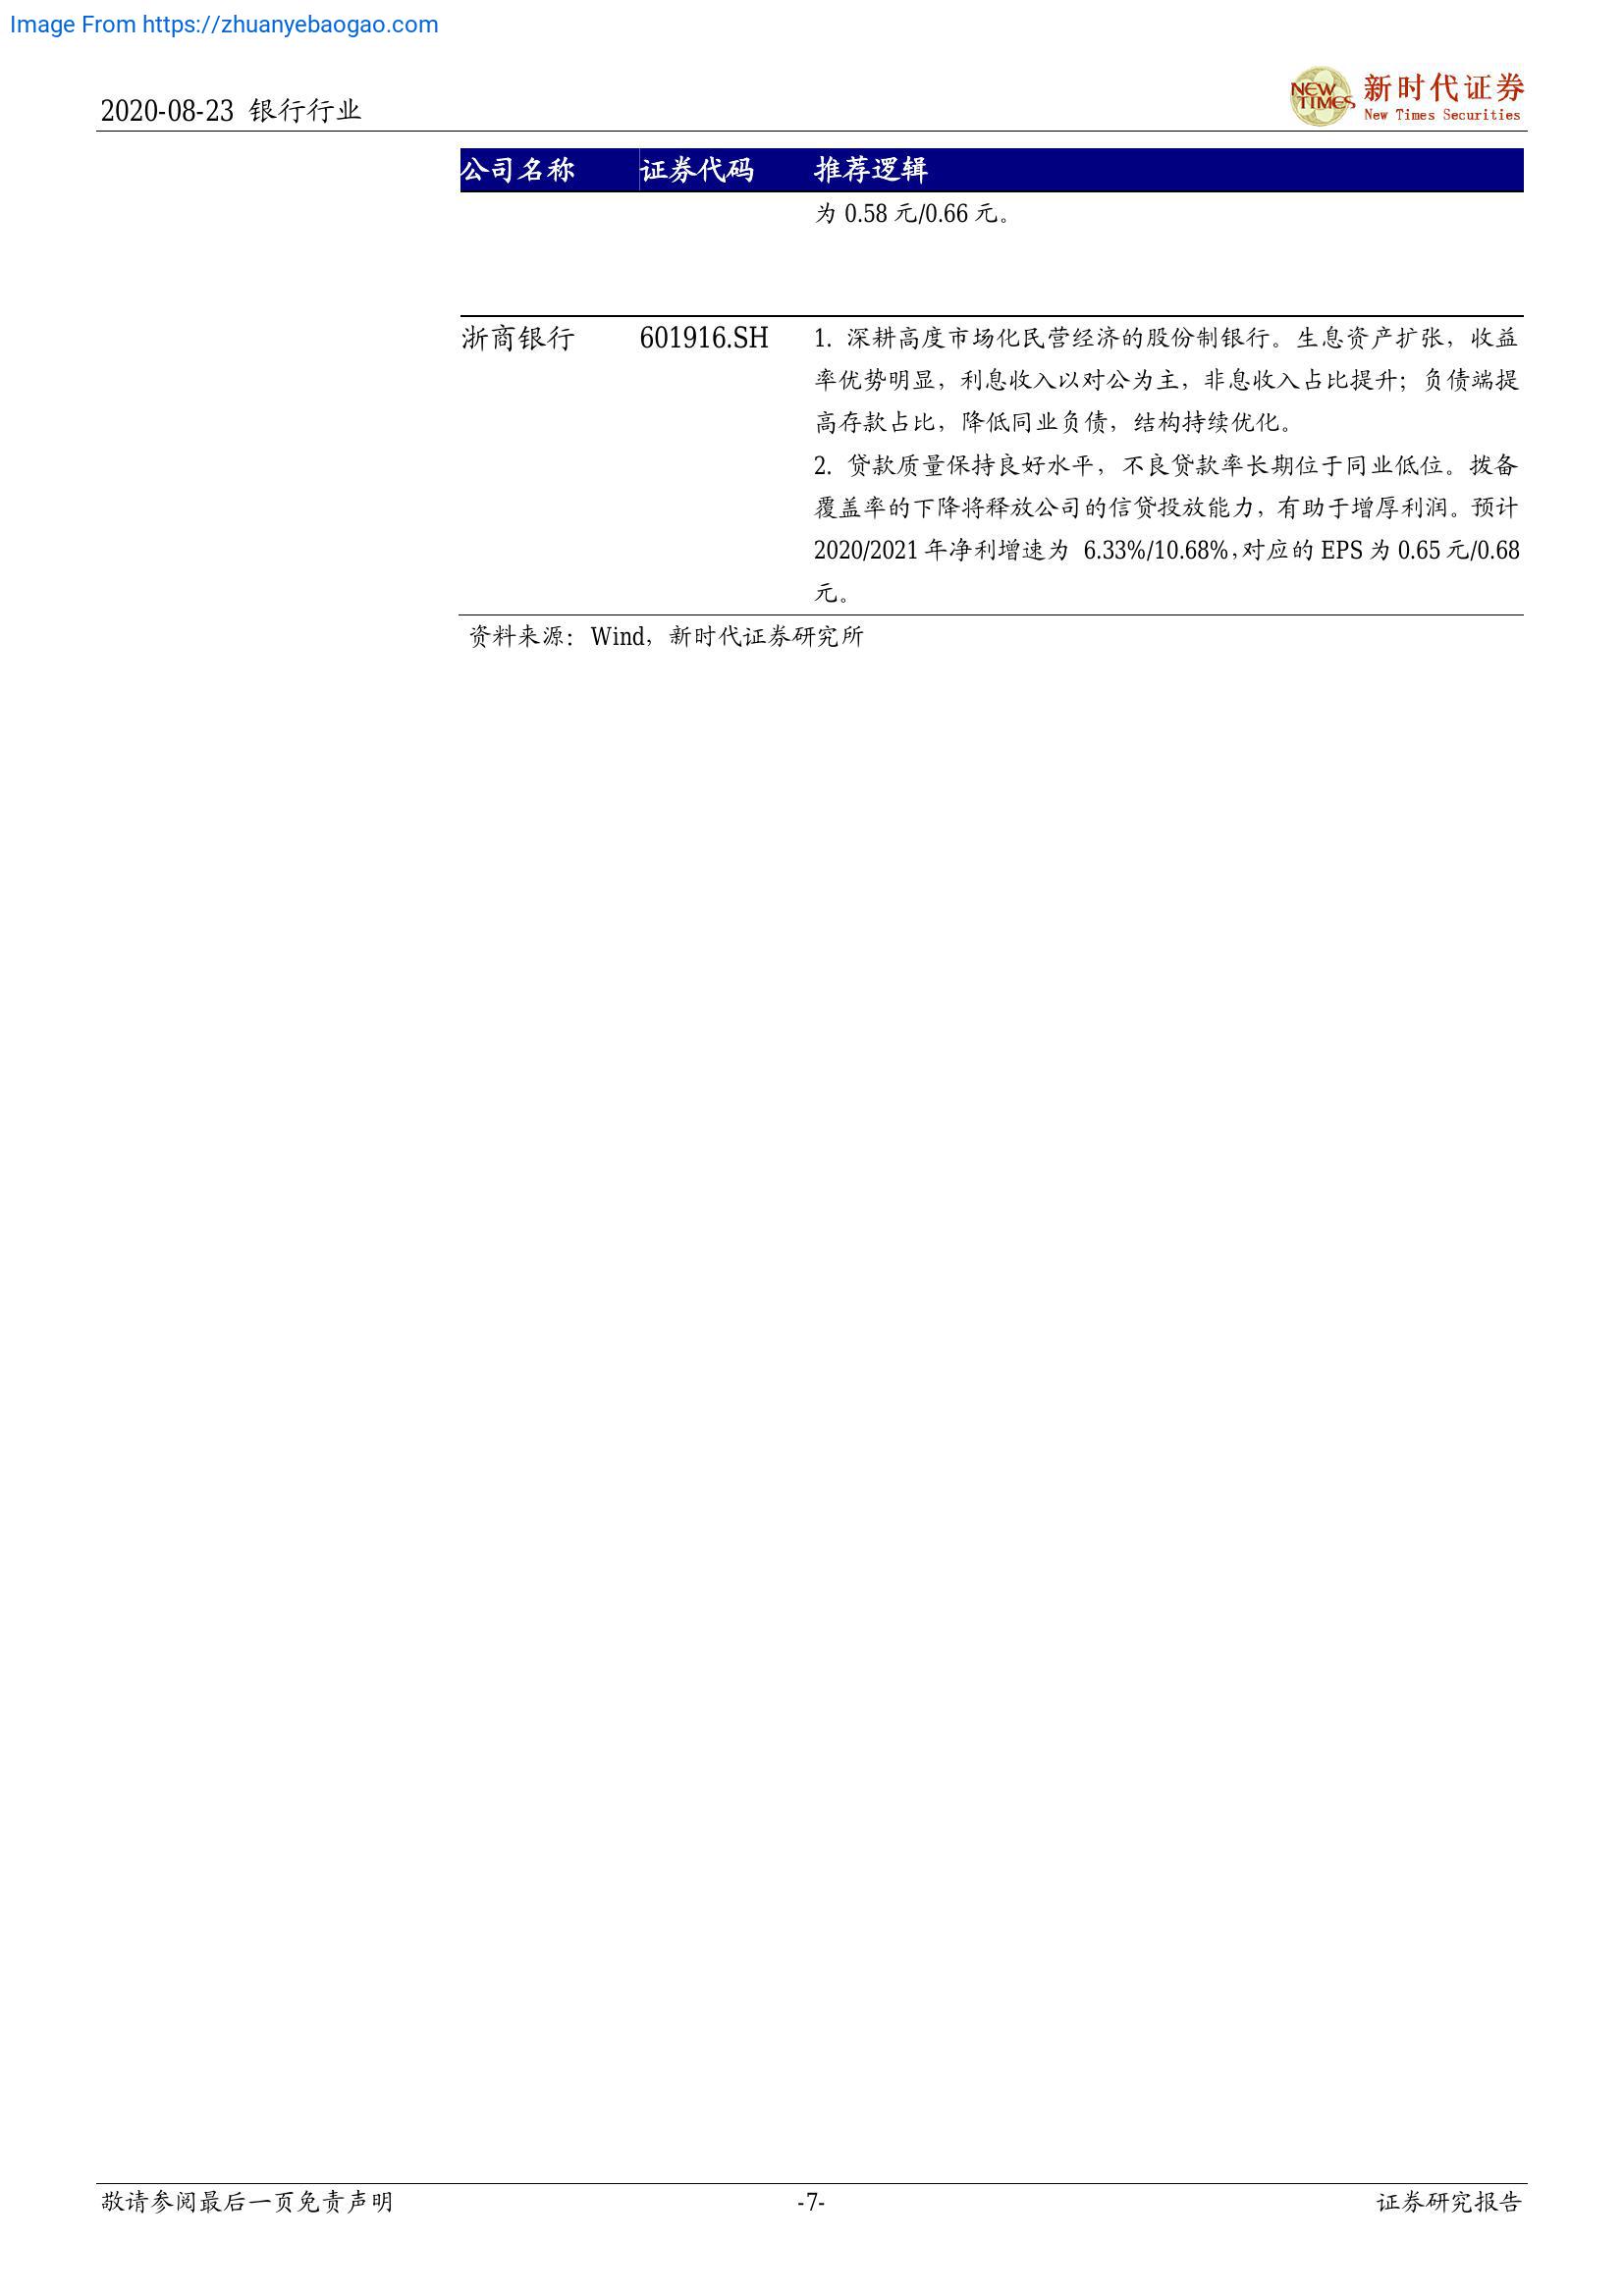 Image From https://zhuanyebaogao.com
2020-08-23 银行行业
NEW TIMES
新时代证券
New Times Securities
公司名称 证券代码 推荐逻辑
为 0.58 元/0.66 元。
浙商银行 601916.SH 1. 深耕高度市场化民营经济的股份制银行。生息资产扩张，收益
率优势明显，利息收入以对公为主，非息收入占比提升；负债端提
高存款占比，降低同业负债，结构持续优化。
2. 贷款质量保持良好水平，不良贷款率长期位于同业低位。拨备
覆盖率的下降将释放公司的信贷投放能力，有助于增厚利润。预计
2020/2021 年净利增速为 6.33%/10.68%，对应的 EPS 为 0.65 元/0.68
元。
资料来源：Wind，新时代证券研究所
敬请参阅最后一页免责声明 -7- 证券研究报告